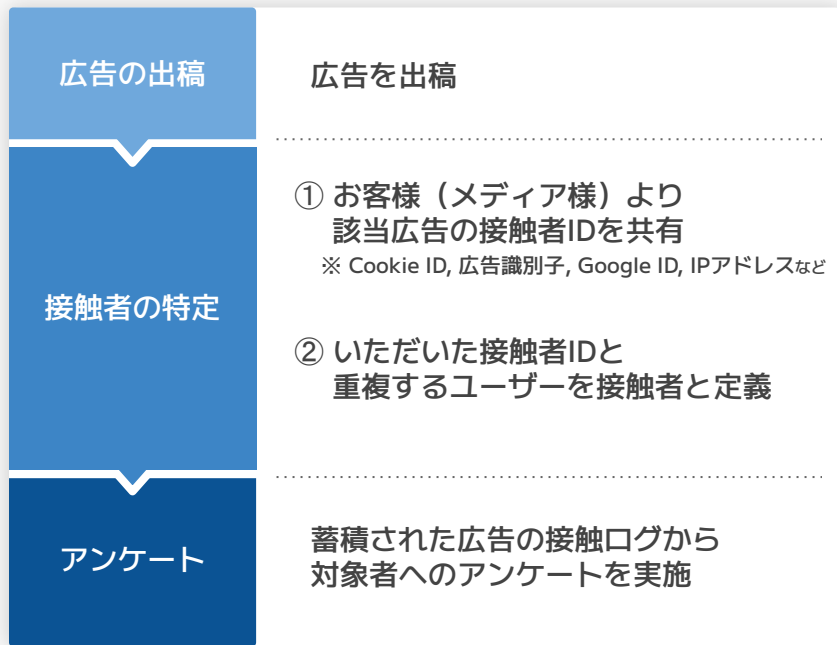 広告の出稿
広告を出稿
接触者の特定
① お客様（メディア様）より
該当広告の接触者IDを共有
※ Cookie ID, 広告識別子, Google ID, IPアドレスなど
② いただいた接触者IDと
重複するユーザーを接触者と定義
アンケート
蓄積された広告の接触ログから
対象者へのアンケートを実施